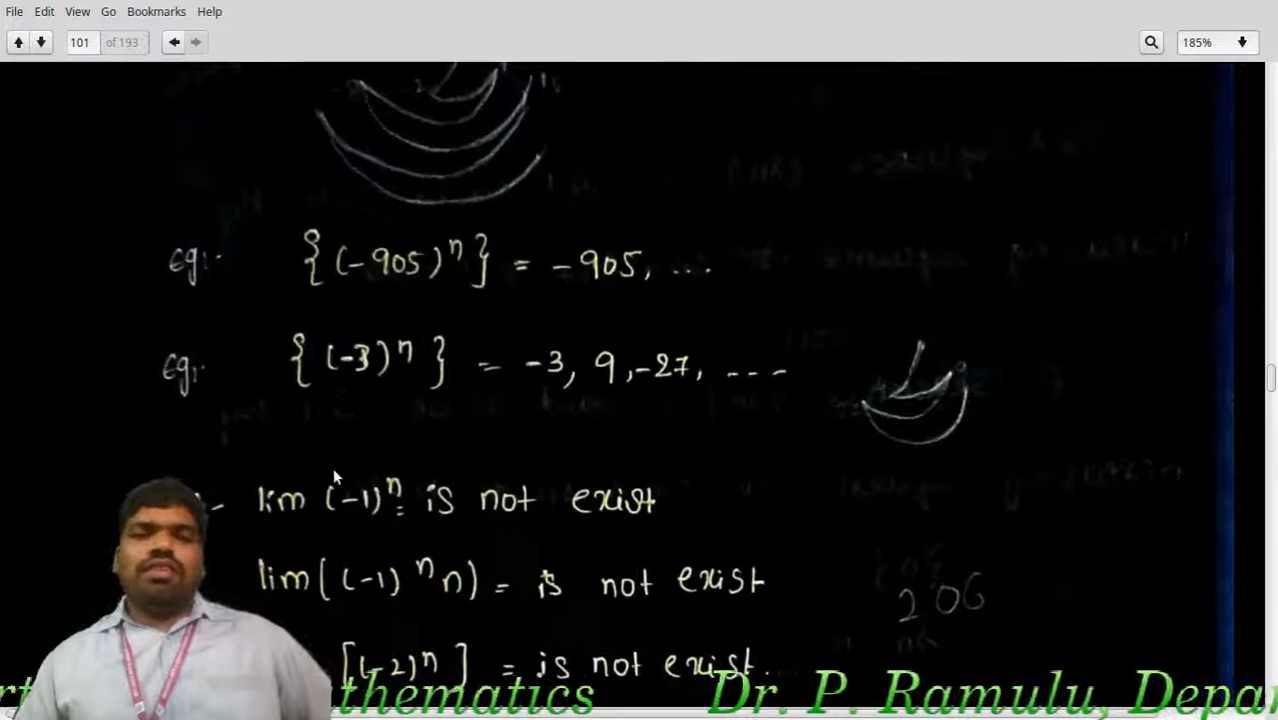 File Edit View Go Bookmarks Help
101 of 193 185%
Eg:- {(-905)ⁿ} = -905, ...
Eg:- {(-3)ⁿ} = -3, 9, -27, ----
lim (-1)ⁿ = is not exist
lim((-1)ⁿ n) = is not exist
206
[(-2)ⁿ] = is not exist.
thematics Dr. P. Ramulu, Depar